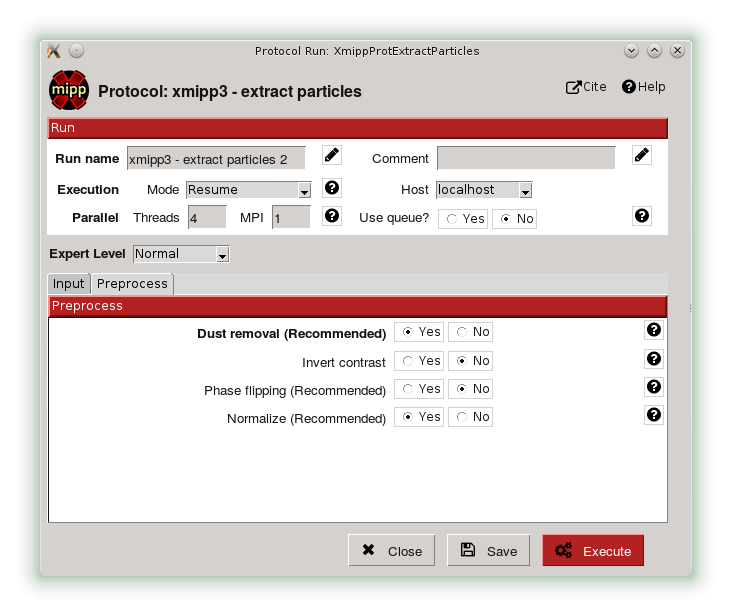 Protocol Run: XmippProtExtractParticles
mipp Protocol: xmipp3 - extract particles Cite Help
Run
Run name xmipp3 - extract particles 2 Comment
Execution Mode Resume Host localhost
Parallel Threads 4 MPI 1 Use queue? Yes No
Expert Level Normal
Input Preprocess
Preprocess
Dust removal (Recommended) Yes No
Invert contrast Yes No
Phase flipping (Recommended) Yes No
Normalize (Recommended) Yes No
Close Save Execute